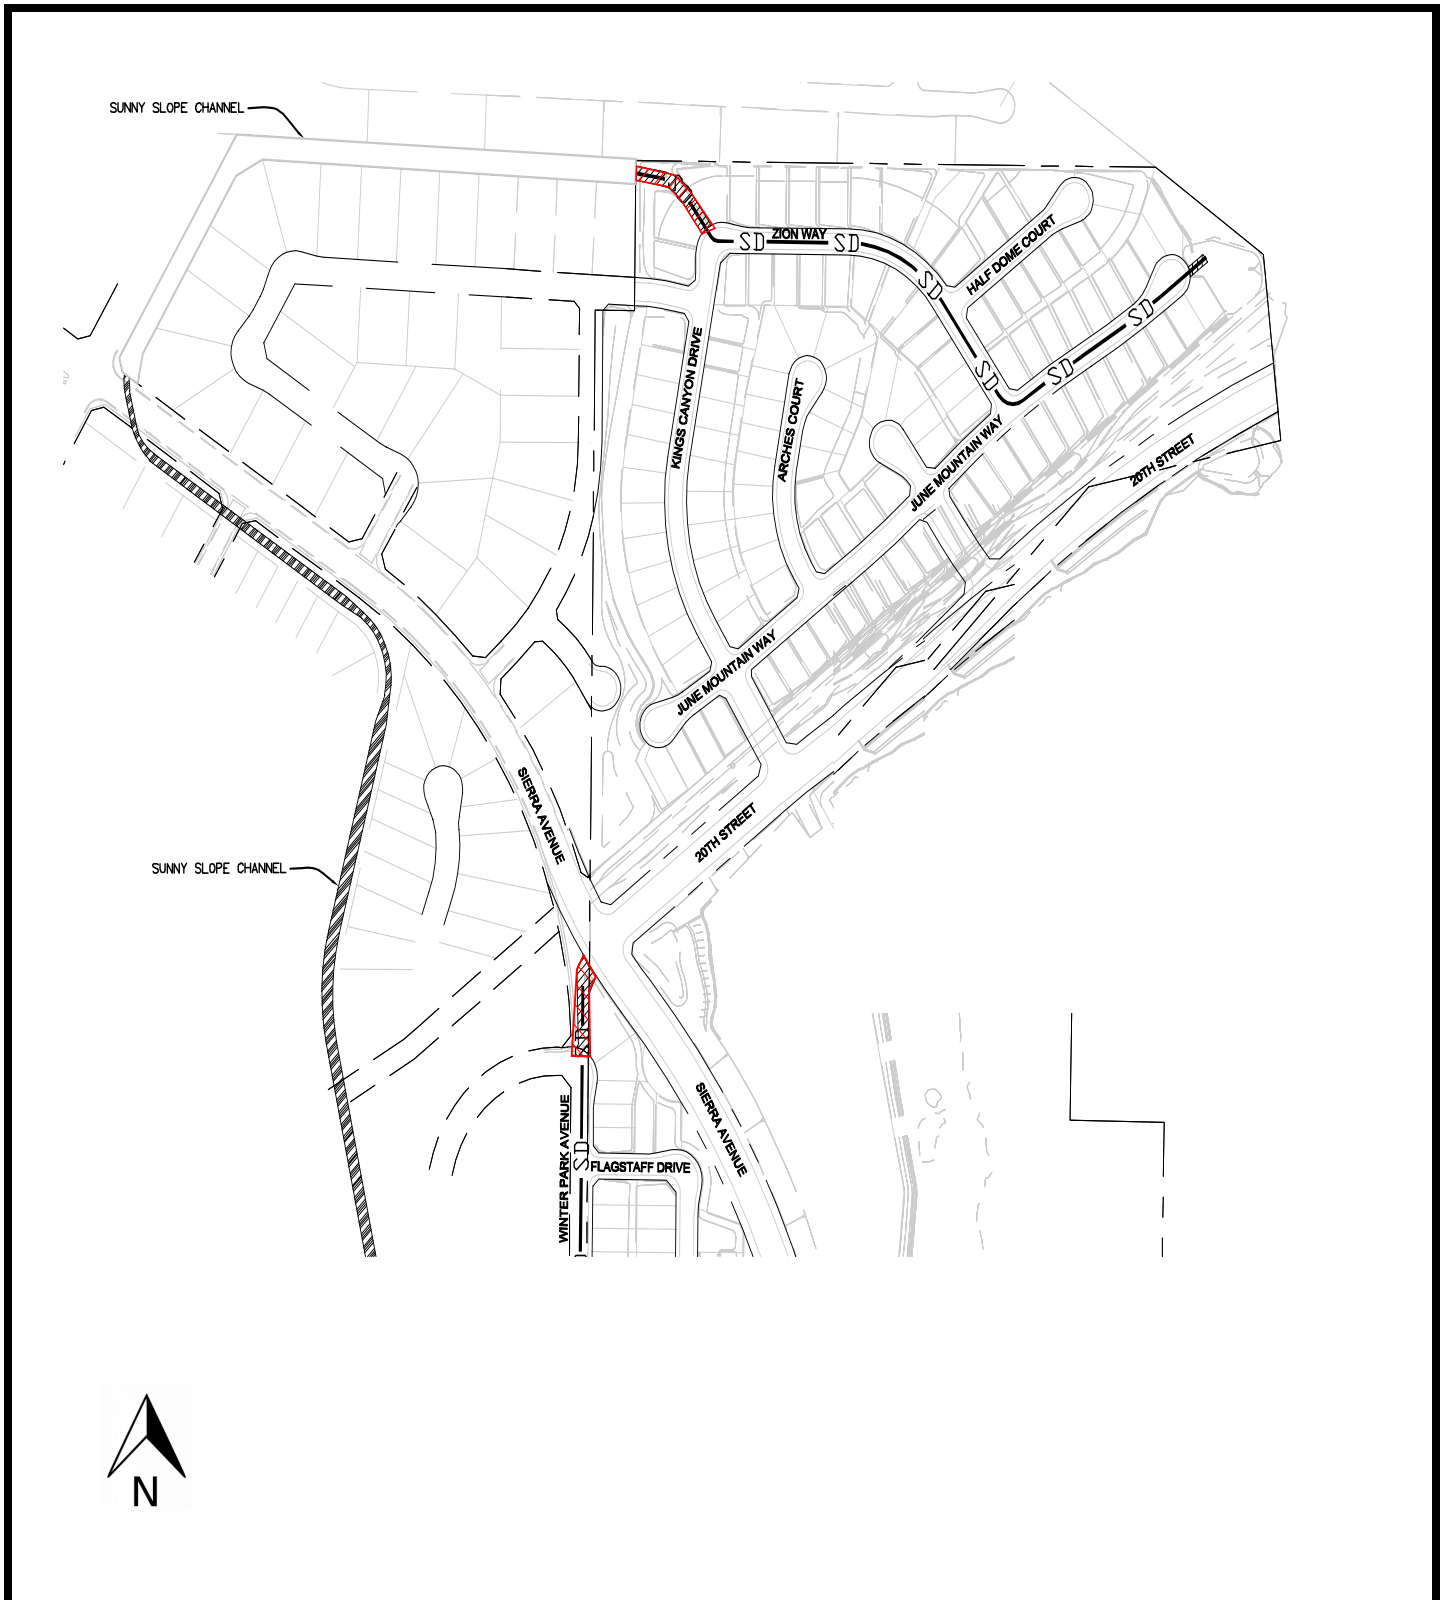 SUNNY SLOPE CHANNEL
SD
ZION WAY
SD
HALF DOME COURT
SD
SD
SD
SD
SD
KINGS CANYON DRIVE
ARCHES COURT
JUNE MOUNTAIN WAY
20TH STREET
JUNE MOUNTAIN WAY
SIERRA AVENUE
20TH STREET
SUNNY SLOPE CHANNEL
SD
SIERRA AVENUE
WINTER PARK AVENUE
SD
FLAGSTAFF DRIVE
N